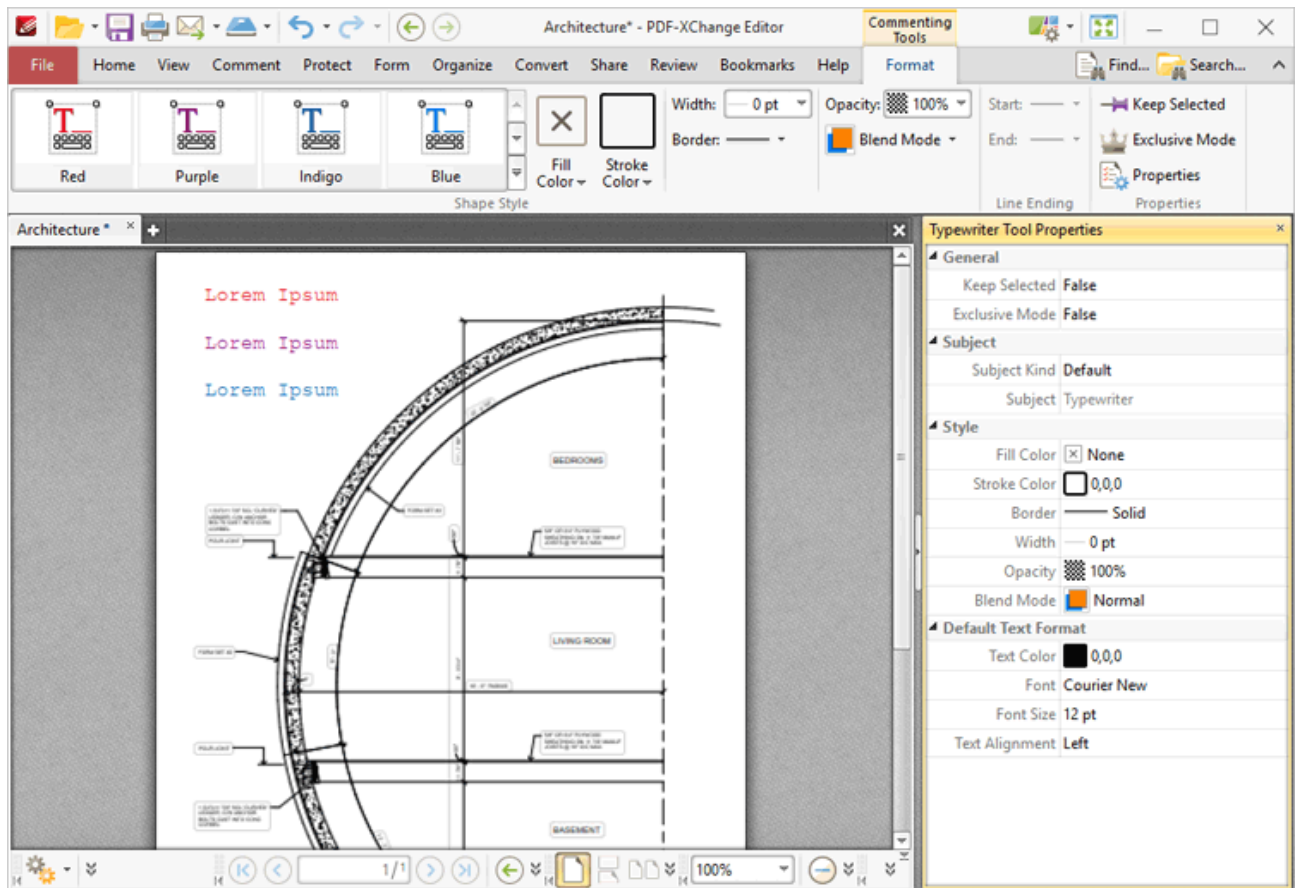 Architecture* - PDF-XChange Editor
Commenting Tools
File Home View Comment Protect Form Organize Convert Share Review Bookmarks Help Format Find... Search...
Red Purple Indigo Blue
Fill Color
Stroke Color
Width: 0 pt
Border:
Opacity: 100%
Blend Mode
Start:
End:
Keep Selected
Exclusive Mode
Properties
Shape Style Line Ending Properties
Architecture *
Lorem Ipsum
Lorem Ipsum
Lorem Ipsum
BEDROOMS
LIVING ROOM
BASEMENT
Typewriter Tool Properties
General
Keep Selected False
Exclusive Mode False
Subject
Subject Kind Default
Subject Typewriter
Style
Fill Color None
Stroke Color 0,0,0
Border Solid
Width 0 pt
Opacity 100%
Blend Mode Normal
Default Text Format
Text Color 0,0,0
Font Courier New
Font Size 12 pt
Text Alignment Left
1/1
100%